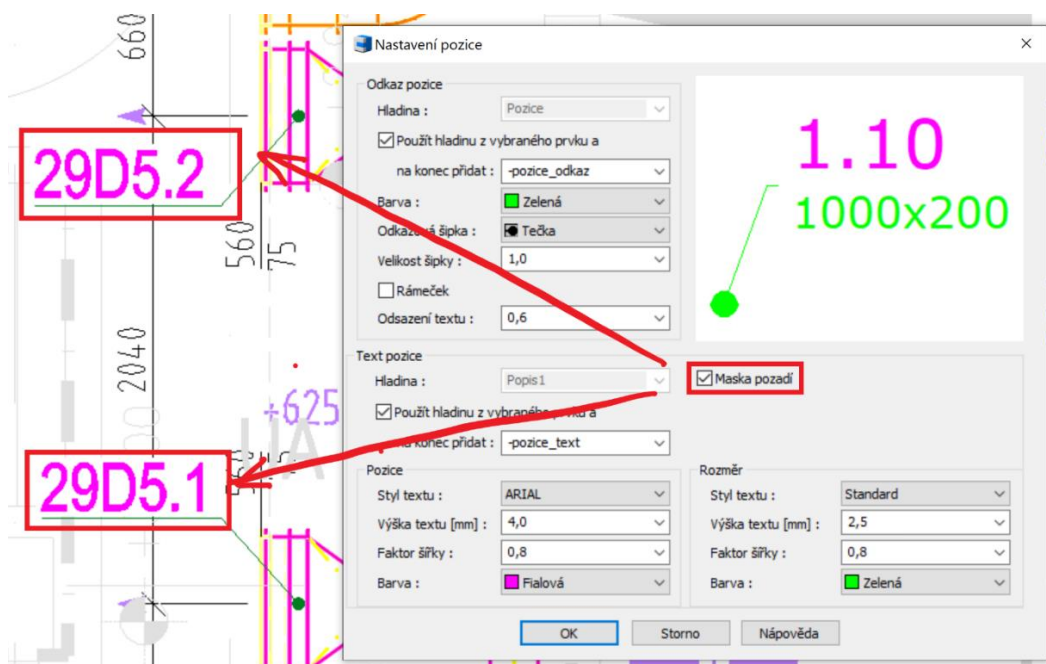 660
29D5.2
560
75
2040
+625
UA
29D5.1
Nastavení pozice
Odkaz pozice
Hladina : Pozice
Použít hladinu z vybraného prvku a
na konec přidat : -pozice_odkaz
Barva : Zelená
Odkazová šipka : Tečka
Velikost šipky : 1,0
Rámeček
Odsazení textu : 0,6
1.10
1000x200
Text pozice
Hladina : Popis1
Maska pozadí
Použít hladinu z vybraného prvku a
na konec přidat : -pozice_text
Pozice
Styl textu : ARIAL
Výška textu [mm] : 4,0
Faktor šířky : 0,8
Barva : Fialová
Rozměr
Styl textu : Standard
Výška textu [mm] : 2,5
Faktor šířky : 0,8
Barva : Zelená
OK
Storno
Nápověda